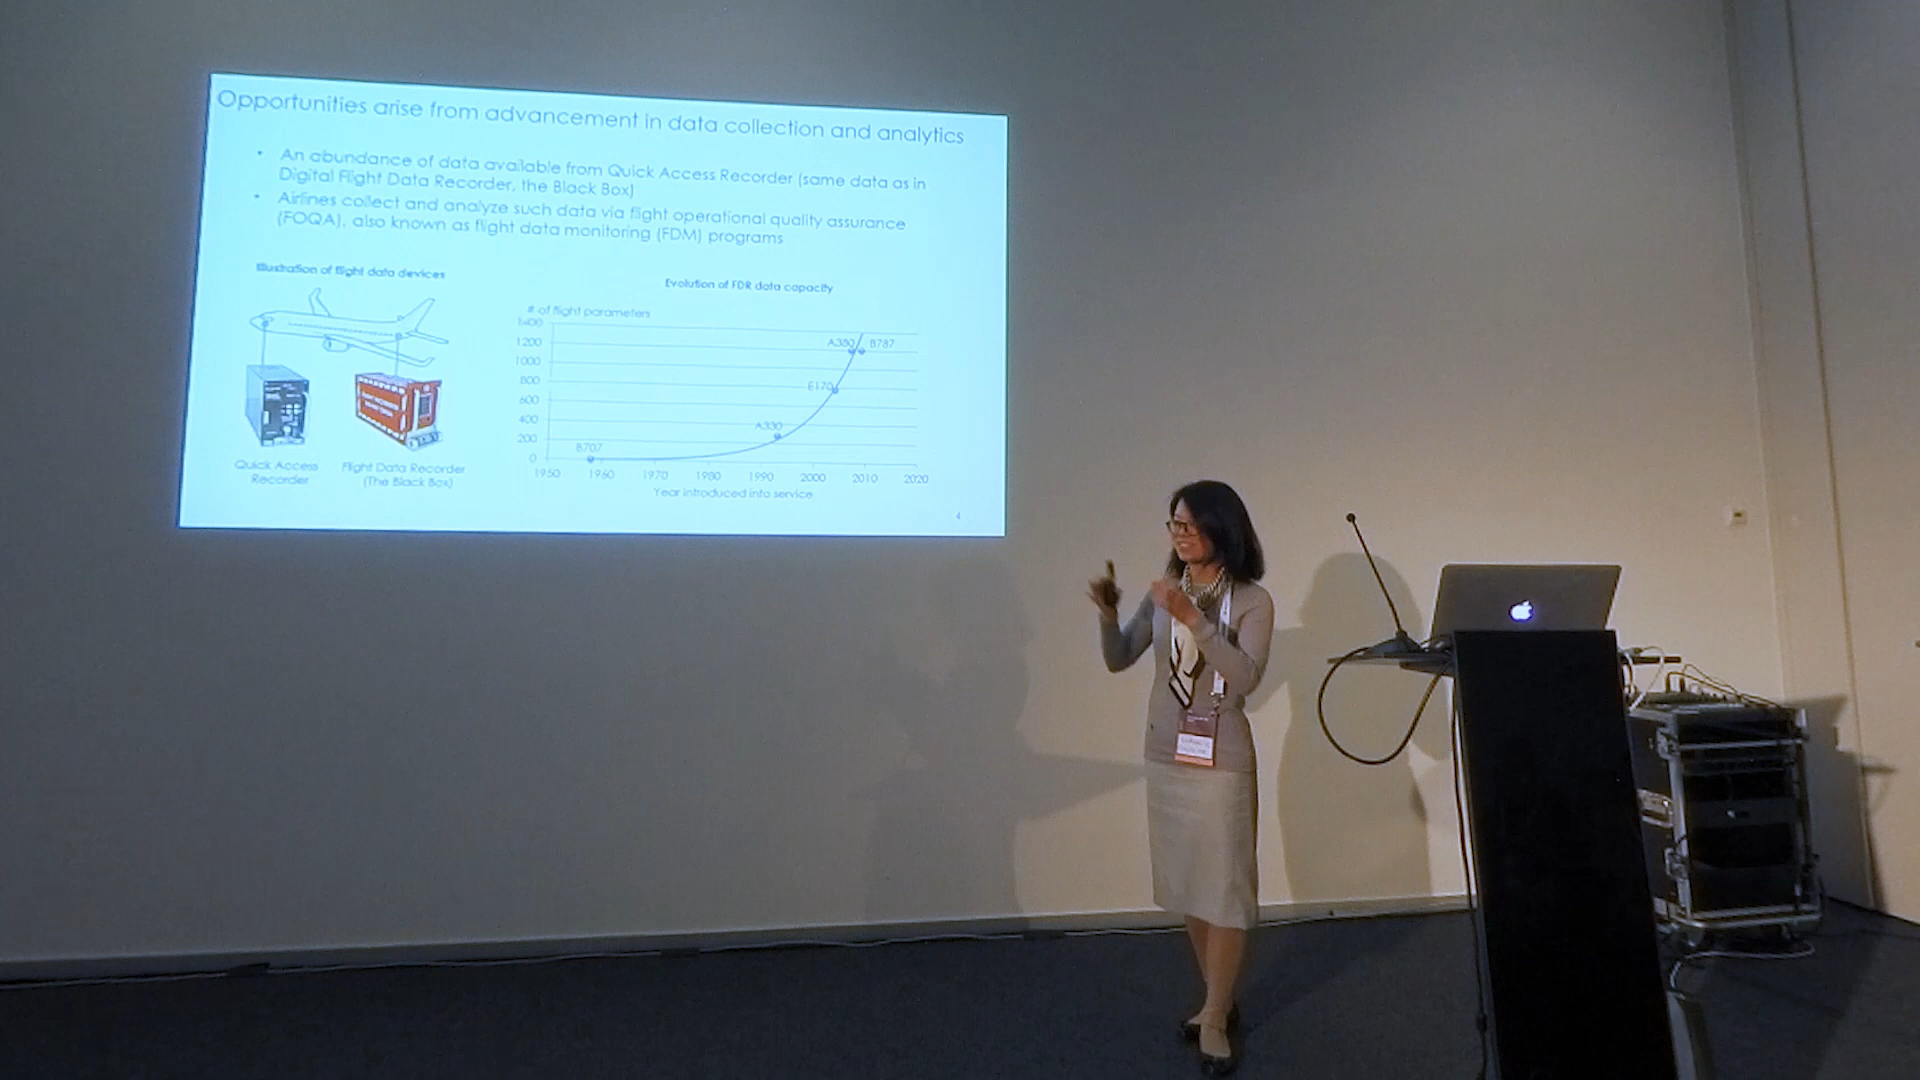 Opportunities arise from advancement in data collection and analytics
• An abundance of data available from Quick Access Recorder (same data as in
Digital Flight Data Recorder, the Black Box)
• Airlines collect and analyze such data via flight operational quality assurance
(FOQA), also known as flight data monitoring (FDM) programs
Illustration of flight data devices
Quick Access
Recorder
Flight Data Recorder
(The Black Box)
Evolution of FDR data capacity
# of flight parameters
1400
1200
1000
800
600
400
200
0
B707
A330
E170
A380
B787
1950 1960 1970 1980 1990 2000 2010 2020
Year introduced into service
4